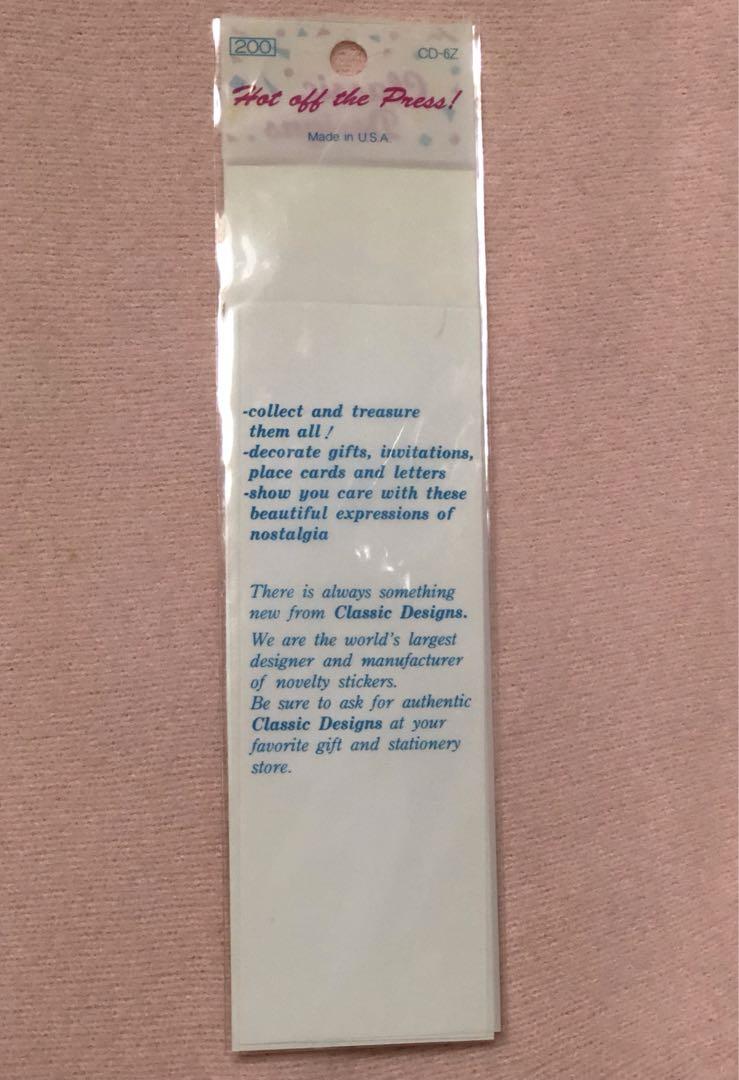 200
CD-6Z
Hot off the Press!
Made in U.S.A.
-collect and treasure
them all!
-decorate gifts, invitations,
place cards and letters
-show you care with these
beautiful expressions of
nostalgia
There is always something
new from Classic Designs.
We are the world's largest
designer and manufacturer
of novelty stickers.
Be sure to ask for authentic
Classic Designs at your
favorite gift and stationery
store.